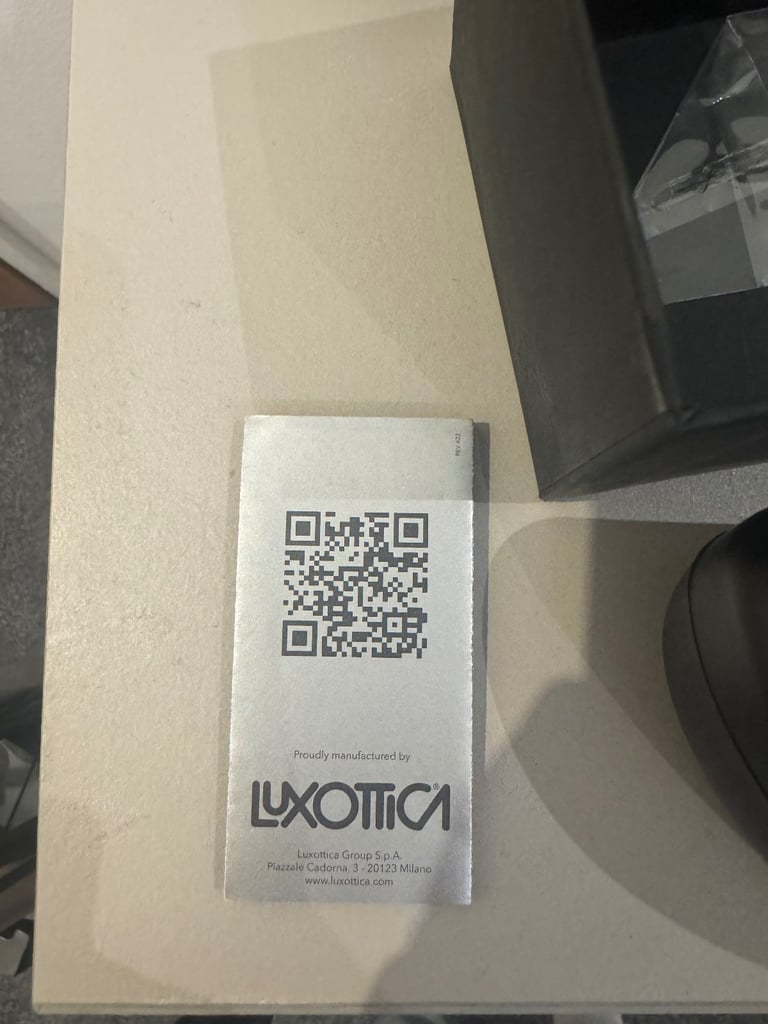 REV 422
Proudly manufactured by
LUXOTTICA®
Luxottica Group S.p.A.
Piazzale Cadorna, 3 - 20123 Milano
www.luxottica.com